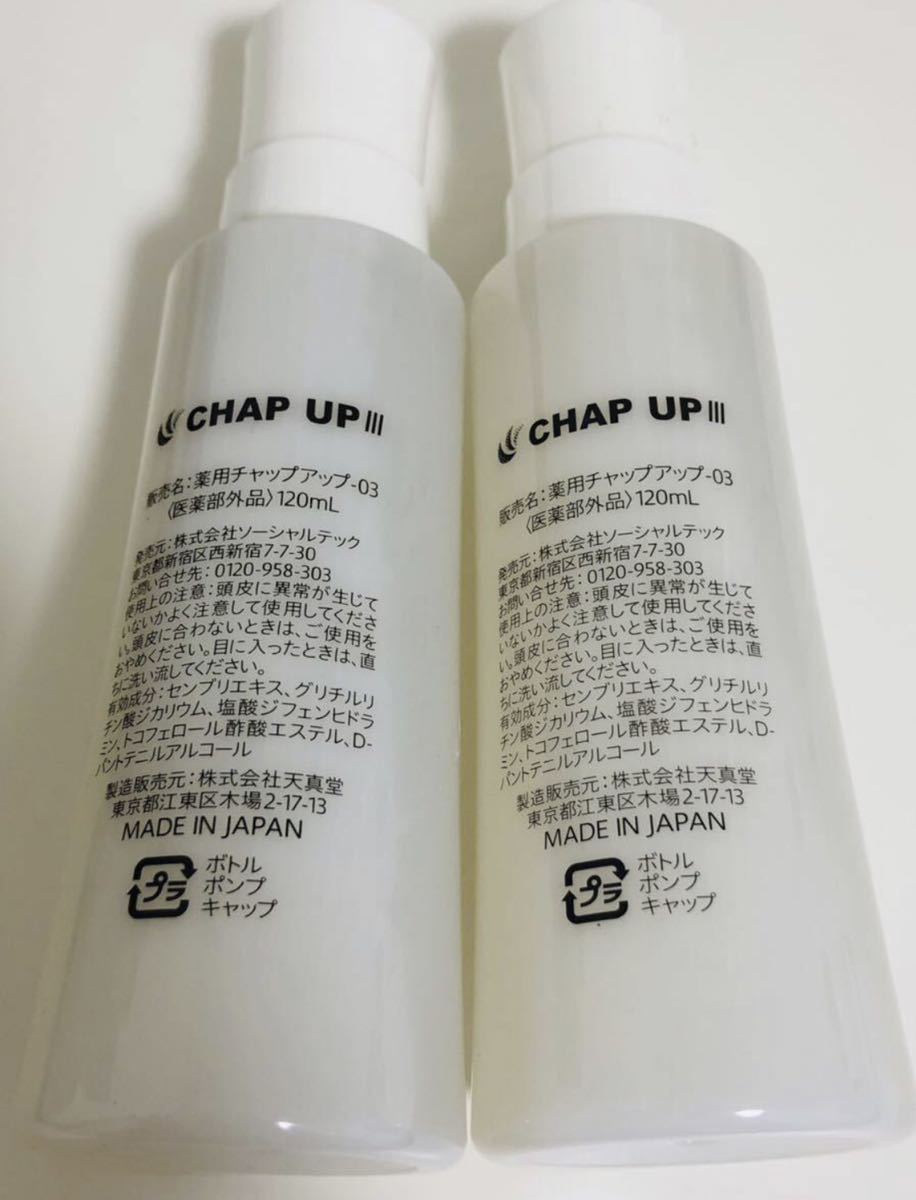 CHAP UP III
販売名：薬用チャップアップ-03
〈医薬部外品〉120mL
発売元：株式会社ソーシャルテック
東京都新宿区西新宿7-7-30
お問い合せ先：0120-958-303
使用上の注意：頭皮に異常が生じて
いないかよく注意して使用してくださ
い。頭皮に合わないときは、ご使用を
おやめください。目に入ったときは、直
ちに洗い流してください。
有効成分：センブリエキス、グリチルリ
チン酸ジカリウム、塩酸ジフェンヒドラ
ミン、トコフェロール酢酸エステル、D-
パントテニルアルコール
製造販売元：株式会社天真堂
東京都江東区木場2-17-13
MADE IN JAPAN
プラ
ボトル
ポンプ
キャップ
CHAP UP III
販売名：薬用チャップアップ-03
〈医薬部外品〉120mL
発売元：株式会社ソーシャルテック
東京都新宿区西新宿7-7-30
お問い合せ先：0120-958-303
使用上の注意：頭皮に異常が生じて
いないかよく注意して使用してくださ
い。頭皮に合わないときは、ご使用を
おやめください。目に入ったときは、直
ちに洗い流してください。
有効成分：センブリエキス、グリチルリ
チン酸ジカリウム、塩酸ジフェンヒドラ
ミン、トコフェロール酢酸エステル、D-
パントテニルアルコール
製造販売元：株式会社天真堂
東京都江東区木場2-17-13
MADE IN JAPAN
プラ
ボトル
ポンプ
キャップ